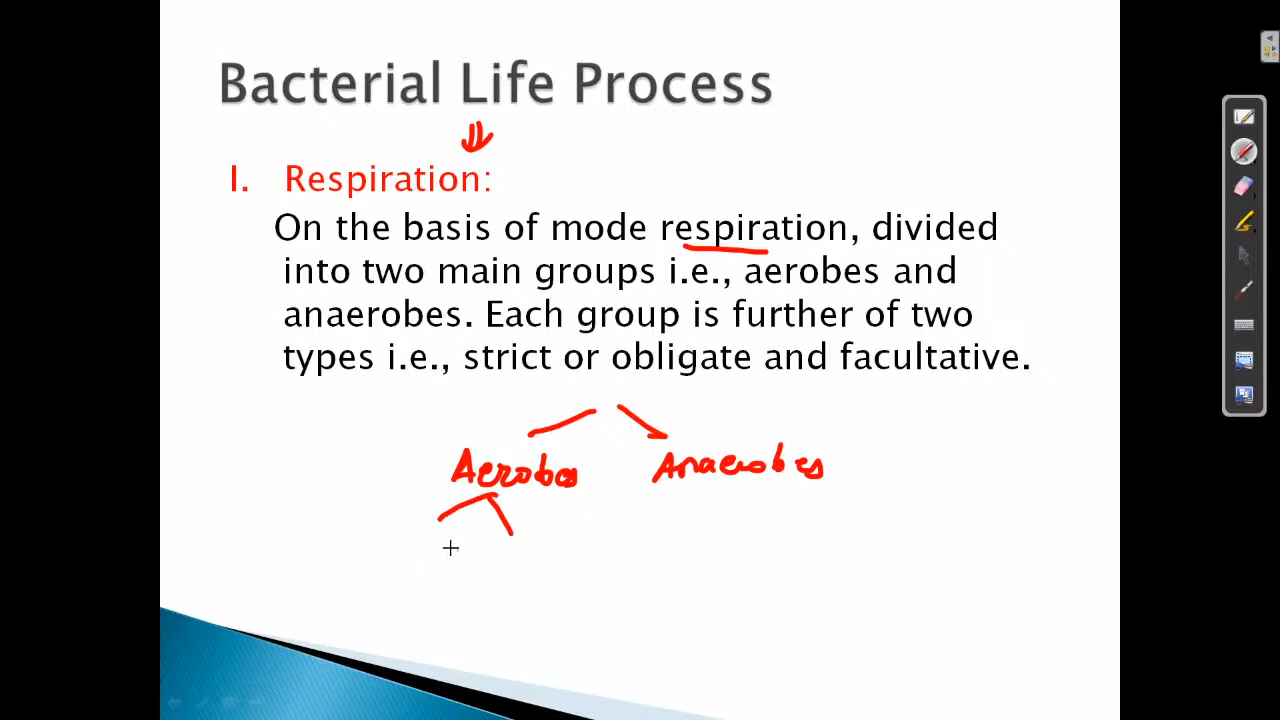 Bacterial Life Process
I. Respiration:
On the basis of mode respiration, divided
into two main groups i.e., aerobes and
anaerobes. Each group is further of two
types i.e., strict or obligate and facultative.
Aerobes Anaerobes